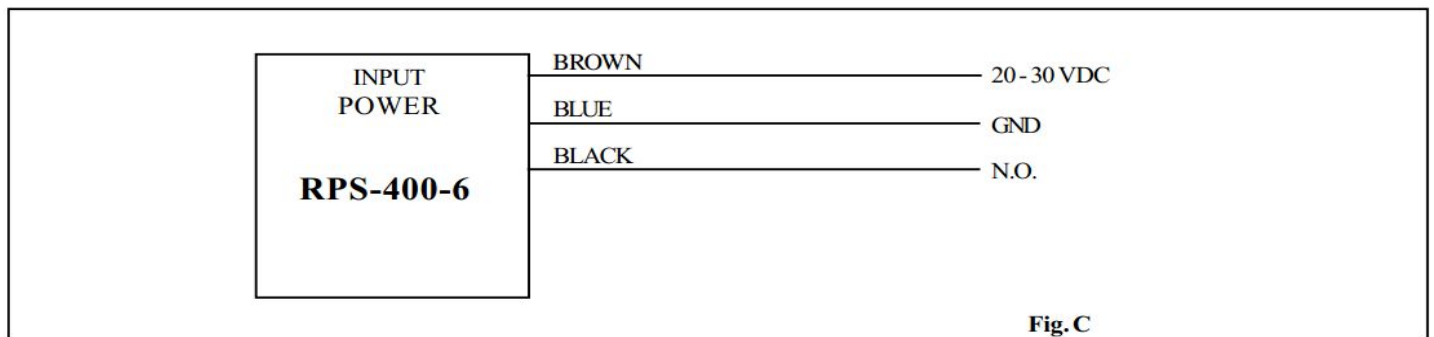 INPUT
POWER
RPS-400-6
BROWN
20 - 30 VDC
BLUE
GND
BLACK
N.O.
Fig. C